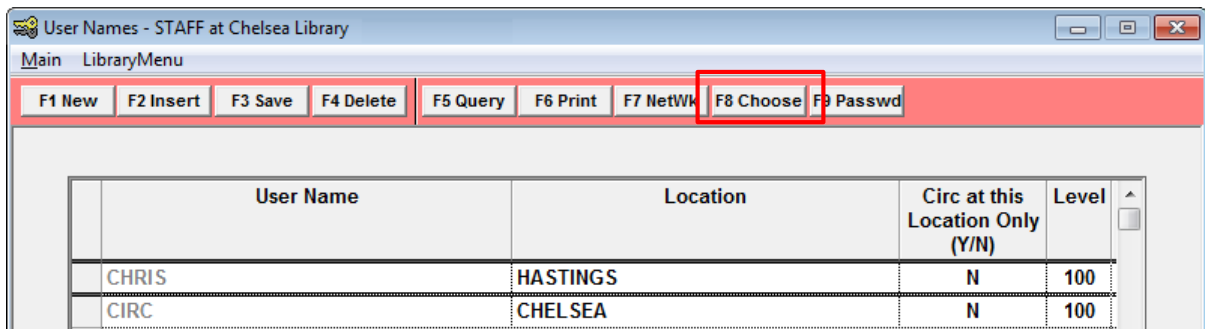 User Names - STAFF at Chelsea Library
Main LibraryMenu
F1 New F2 Insert F3 Save F4 Delete F5 Query F6 Print F7 NetWk F8 Choose F9 Passwd
User Name Location Circ at this Location Only (Y/N) Level
CHRIS HASTINGS N 100
CIRC CHELSEA N 100